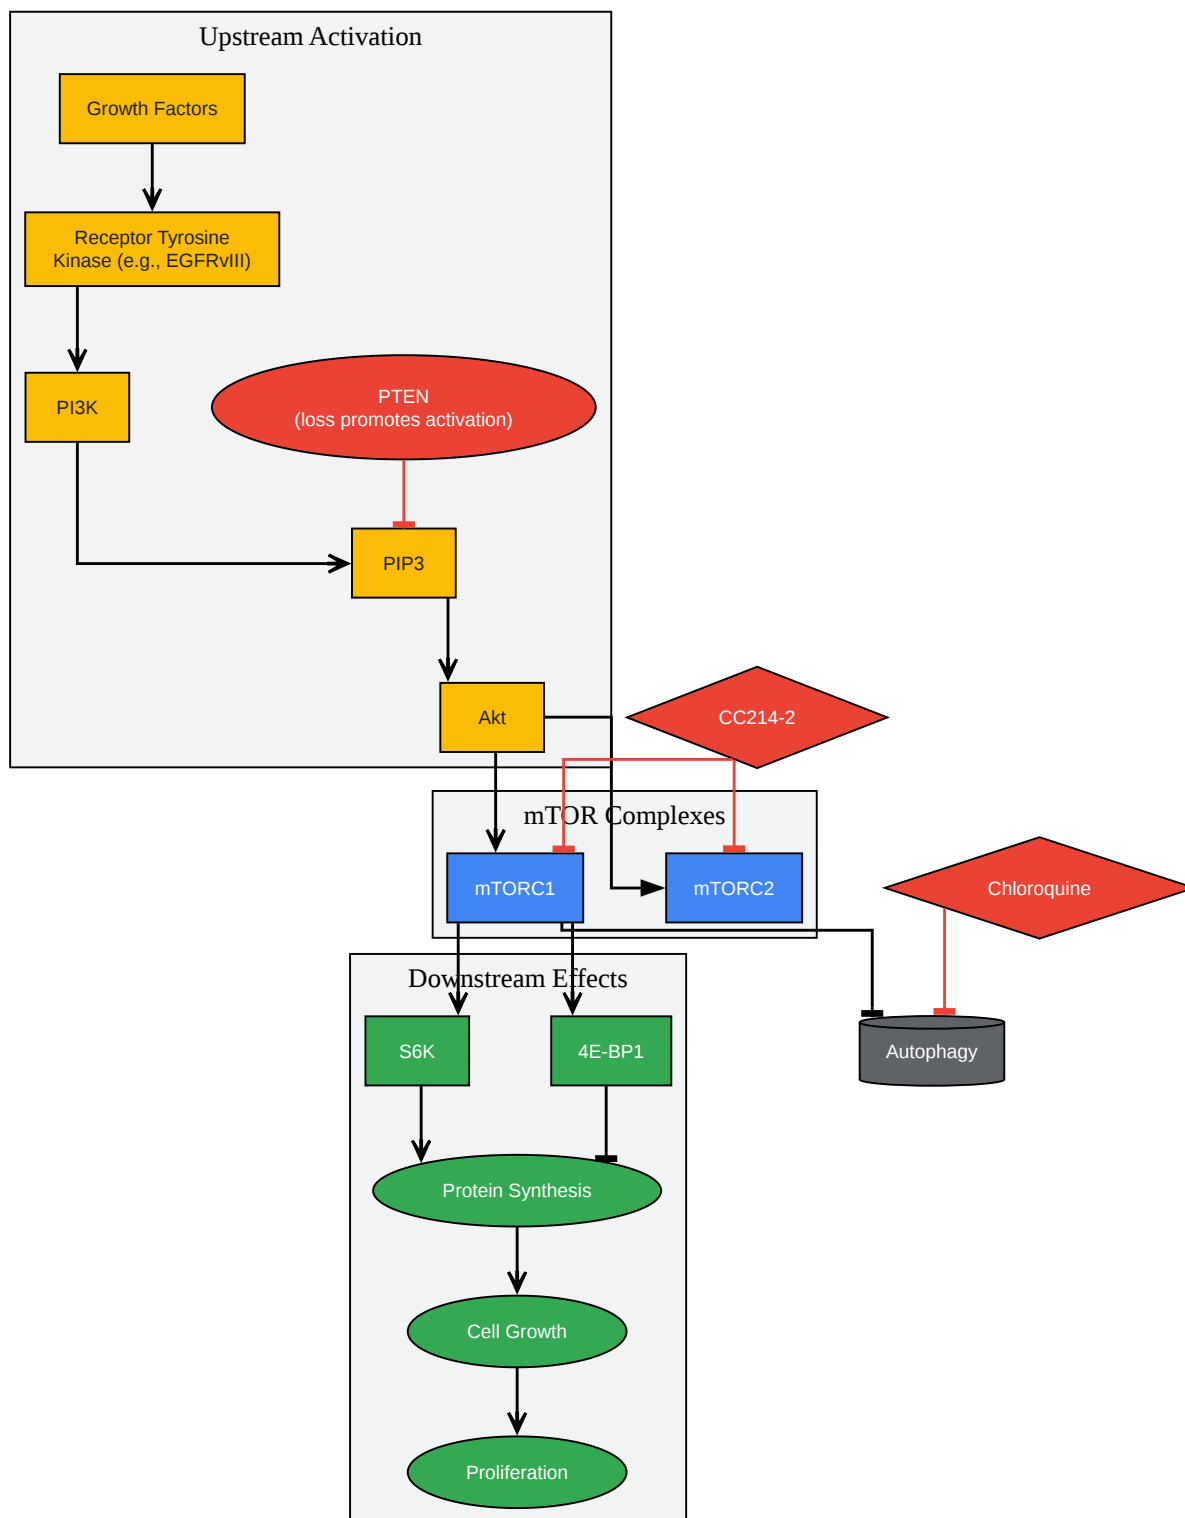 Upstream Activation
Growth Factors
Receptor Tyrosine
Kinase (e.g., EGFRvIII)
PI3K
PTEN
(loss promotes activation)
PIP3
Akt
CC214-2
mTOR Complexes
mTORC1
mTORC2
Chloroquine
Downstream Effects
S6K
4E-BP1
Autophagy
Protein Synthesis
Cell Growth
Proliferation